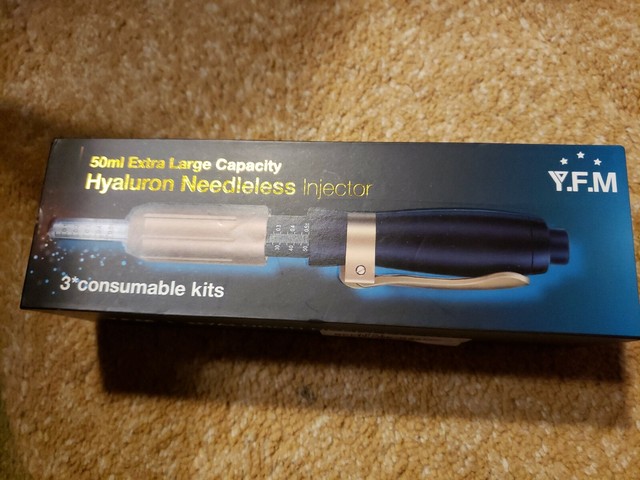 50ml Extra Large Capacity
Hyaluron Needleless Injector
Y.F.M
3*consumable kits